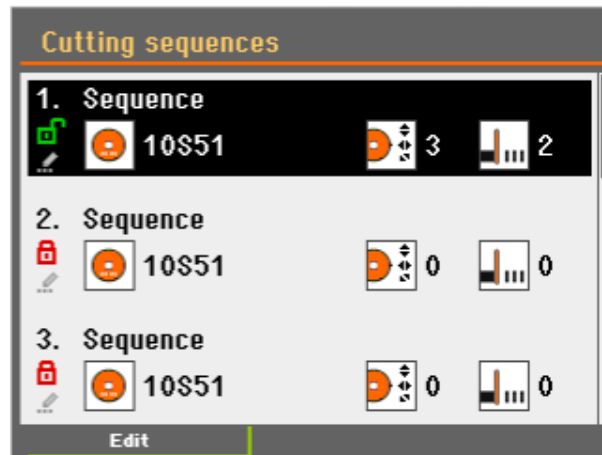 Cutting sequences
1. Sequence
10S51 3 2
2. Sequence
10S51 0 0
3. Sequence
10S51 0 0
Edit